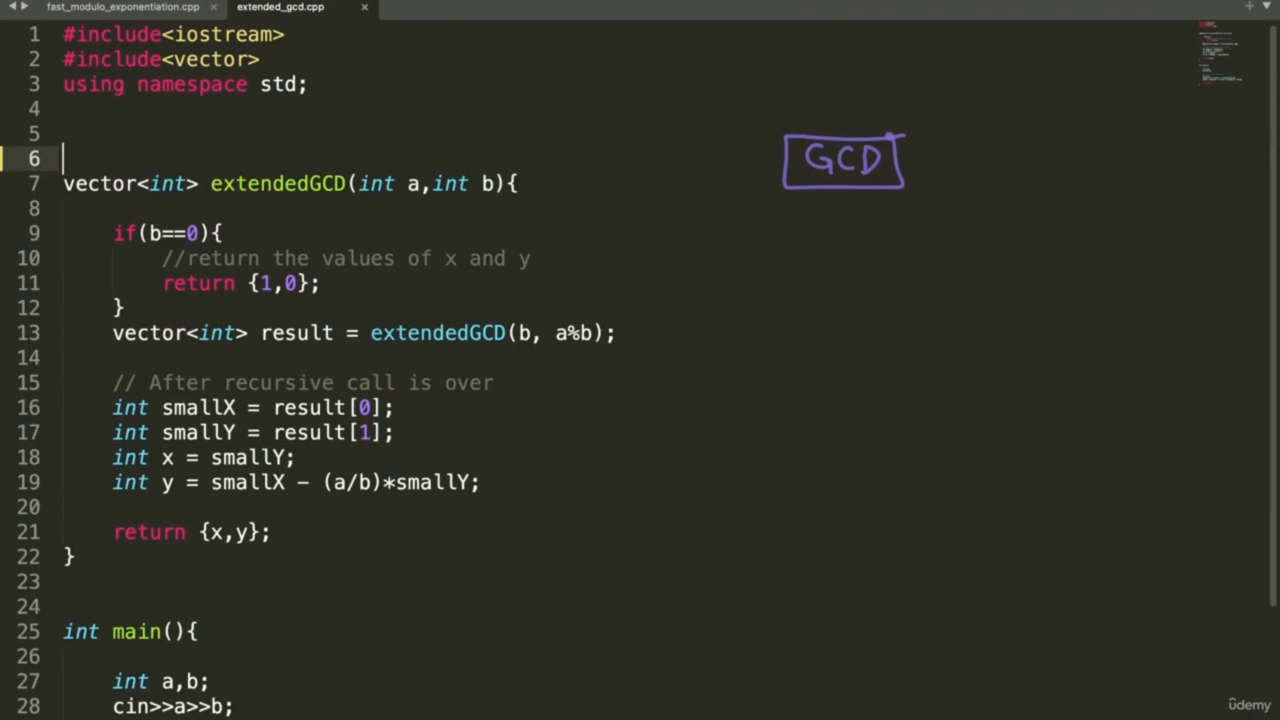 fast_modulo_exponentiation.cpp × extended_gcd.cpp ×
1 #include<iostream>
2 #include<vector>
3 using namespace std;
4
5
GCD
6
7 vector<int> extendedGCD(int a,int b){
8
9 if(b==0){
10 //return the values of x and y
11 return {1,0};
12 }
13 vector<int> result = extendedGCD(b, a%b);
14
15 // After recursive call is over
16 int smallX = result[0];
17 int smallY = result[1];
18 int x = smallY;
19 int y = smallX - (a/b)*smallY;
20
21 return {x,y};
22 }
23
24
25 int main(){
26
27 int a,b;
28 cin>>a>>b;
ûdemy